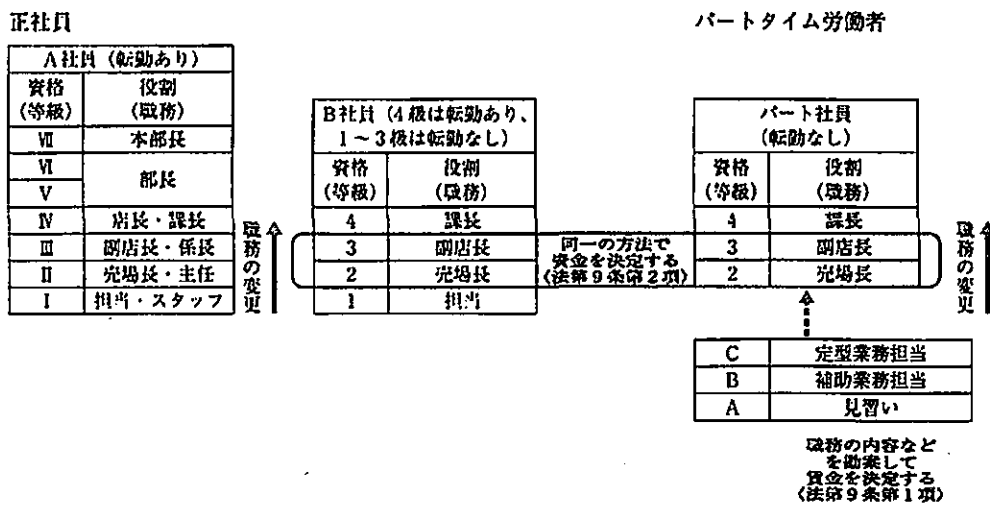 正社員
パートタイム労働者
A社員（転勤あり）
資格（等級） 役割（職務）
Ⅶ 本部長
Ⅵ 部長
Ⅴ
Ⅳ 店長・課長
Ⅲ 副店長・係長
Ⅱ 売場長・主任
Ⅰ 担当・スタッフ
職務の変更
B社員（4級は転勤あり、
1～3級は転勤なし）
資格（等級） 役割（職務）
4 課長
3 副店長
2 売場長
1 担当
同一の方法で
賃金を決定する
（法第9条第2項）
パート社員
（転勤なし）
資格（等級） 役割（職務）
4 課長
3 副店長
2 売場長
職務の変更
C 定型業務担当
B 補助業務担当
A 見習い
職務の内容など
を勘案して
賃金を決定する
（法第9条第1項）